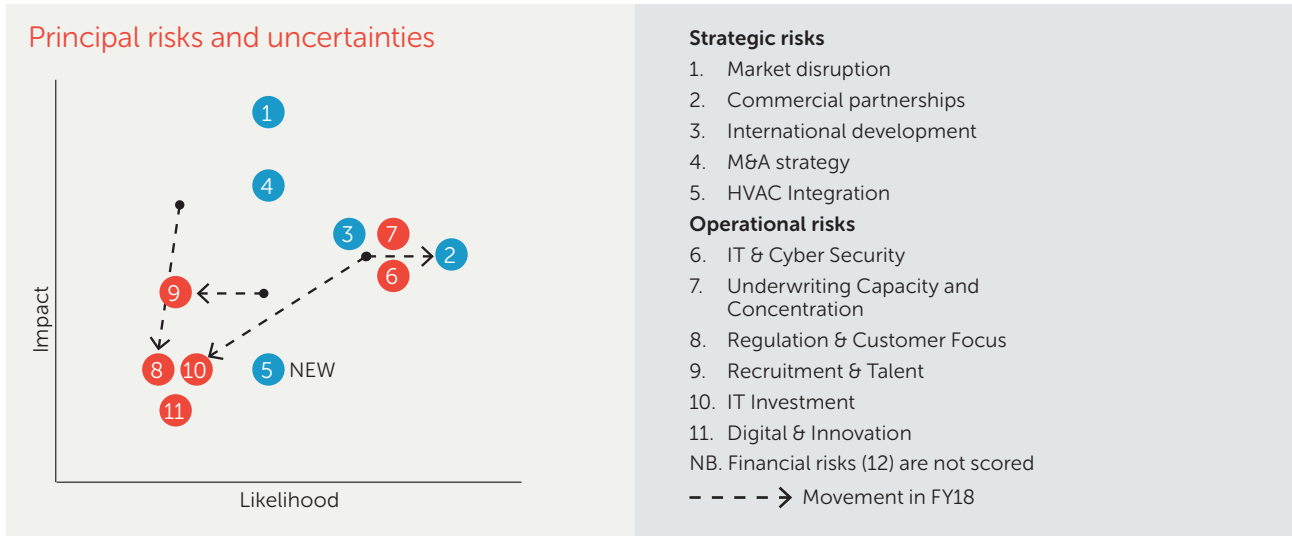 Principal risks and uncertainties
1
4
3
7
2
6
9
8
10
5 NEW
11
Impact
Likelihood
Strategic risks
1. Market disruption
2. Commercial partnerships
3. International development
4. M&A strategy
5. HVAC Integration
Operational risks
6. IT & Cyber Security
7. Underwriting Capacity and
Concentration
8. Regulation & Customer Focus
9. Recruitment & Talent
10. IT Investment
11. Digital & Innovation
NB. Financial risks (12) are not scored
Movement in FY18